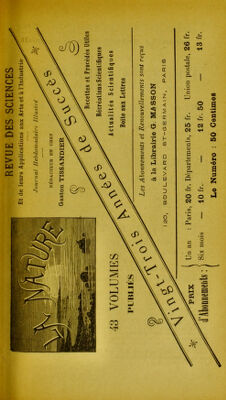 REVUE DES SCIENCES
Et de leurs Applications aux Arts et à l'Industrie
Journal Hebdomadaire Illustré
RÉDACTEUR EN CHEF
Gaston TISSANDIER
LA NATURE
43 VOLUMES
PUBLIÉS
Vingt-Trois Années de Succès
Recettes et Procédés Utiles
Récréations Scientifiques
Actualités Scientifiques
Boîte aux Lettres
Les Abonnements et Renouvellements sont reçus
à la Librairie G. MASSON
120, BOULEVARD ST-GERMAIN, PARIS
PRIX
d'Abonnements :
Un an : Paris, 20 fr. Départements, 25 fr. Union postale, 26 fr.
Six mois — 10 fr. — 12 fr. 50 — 13 fr.
Le Numéro : 50 Centimes